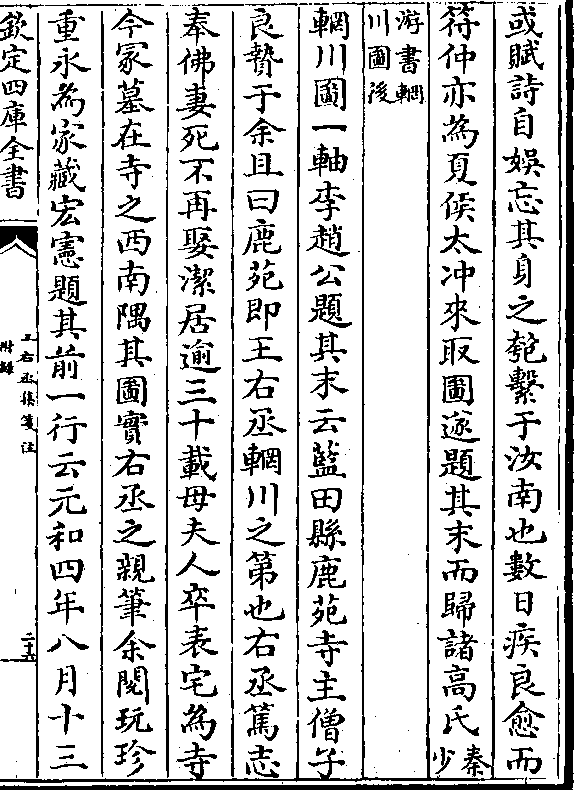 或賦詩自娛忘其身之匏繫于汝南也數日疾良愈而
符仲亦為夏侯太冲來取圖遂題其末而歸諸高氏秦少
游書輞川圖後
輞川圖一軸李趙公題其末云藍田縣鹿苑寺主僧子
良贄于余且曰鹿苑即王右丞輞川之第也右丞篤志
奉佛妻死不再娶潔居逾三十載母夫人卒表宅為寺
今冢墓在寺之西南隅其圖實右丞之親筆余閱玩珍
重永為家藏宏憲題其前一行云元和四年八月十三
欽定四庫全書
王右丞集箋注
附錄